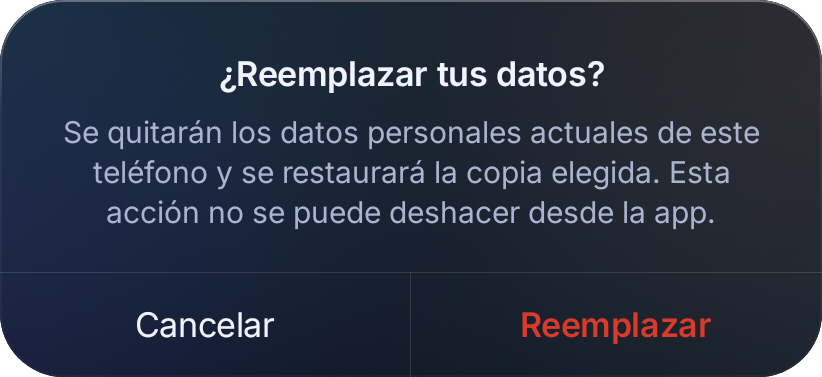 ¿Reemplazar tus datos?
Se quitarán los datos personales actuales de este
teléfono y se restaurará la copia elegida. Esta
acción no se puede deshacer desde la app.
Cancelar
Reemplazar